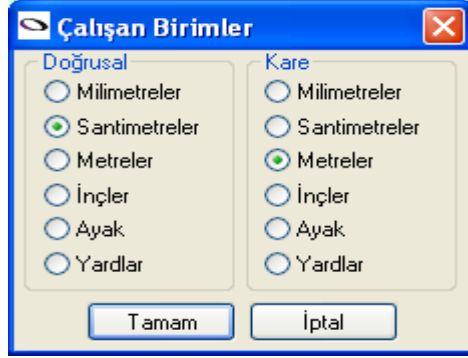 Çalışan Birimler
Doğrusal
Milimetreler
Santimetreler
Metreler
İnçler
Ayak
Yardlar
Kare
Milimetreler
Santimetreler
Metreler
İnçler
Ayak
Yardlar
Tamam
İptal